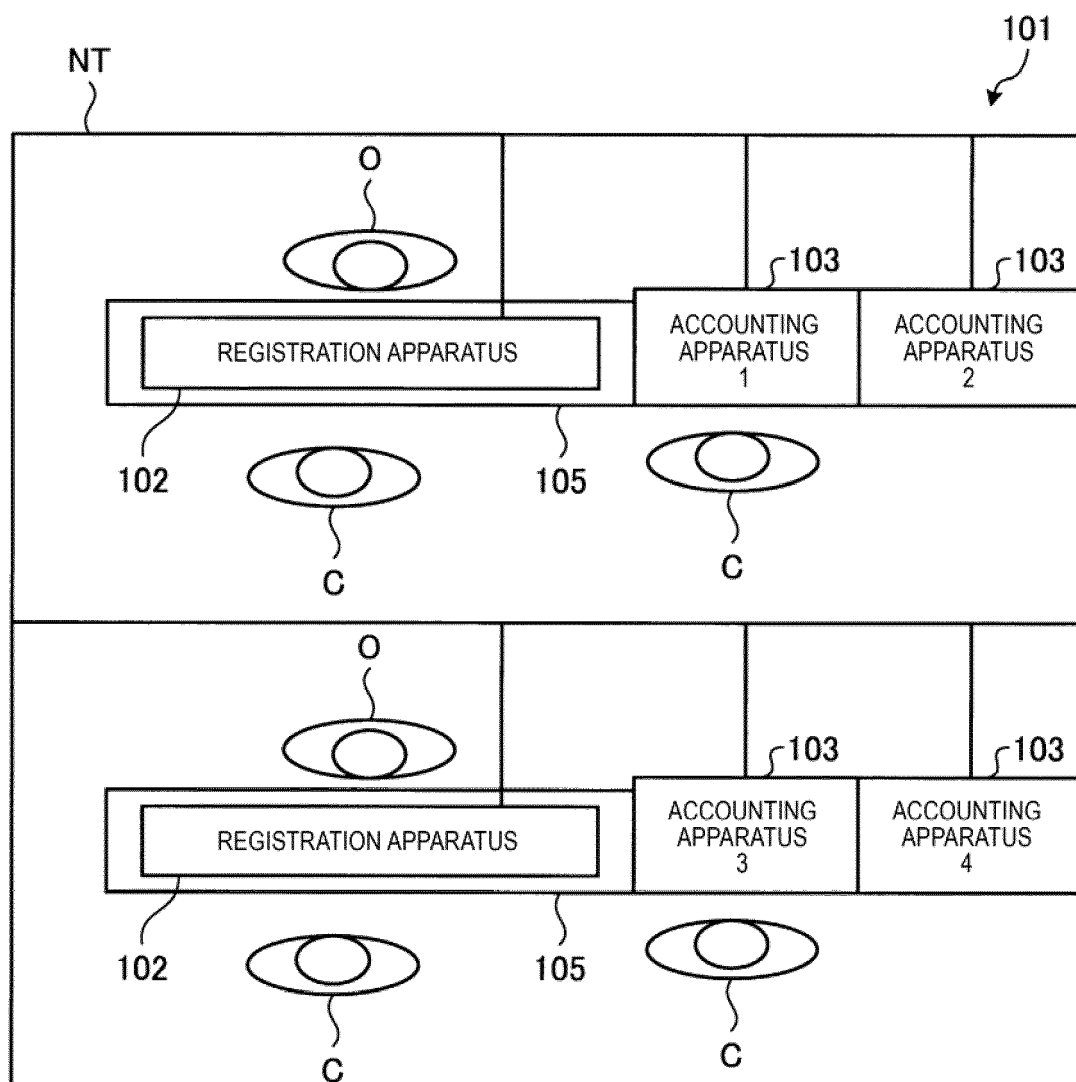 101
NT
O
103
103
REGISTRATION APPARATUS
ACCOUNTING
APPARATUS
1
ACCOUNTING
APPARATUS
2
102
105
C
C
O
103
103
REGISTRATION APPARATUS
ACCOUNTING
APPARATUS
3
ACCOUNTING
APPARATUS
4
102
105
C
C